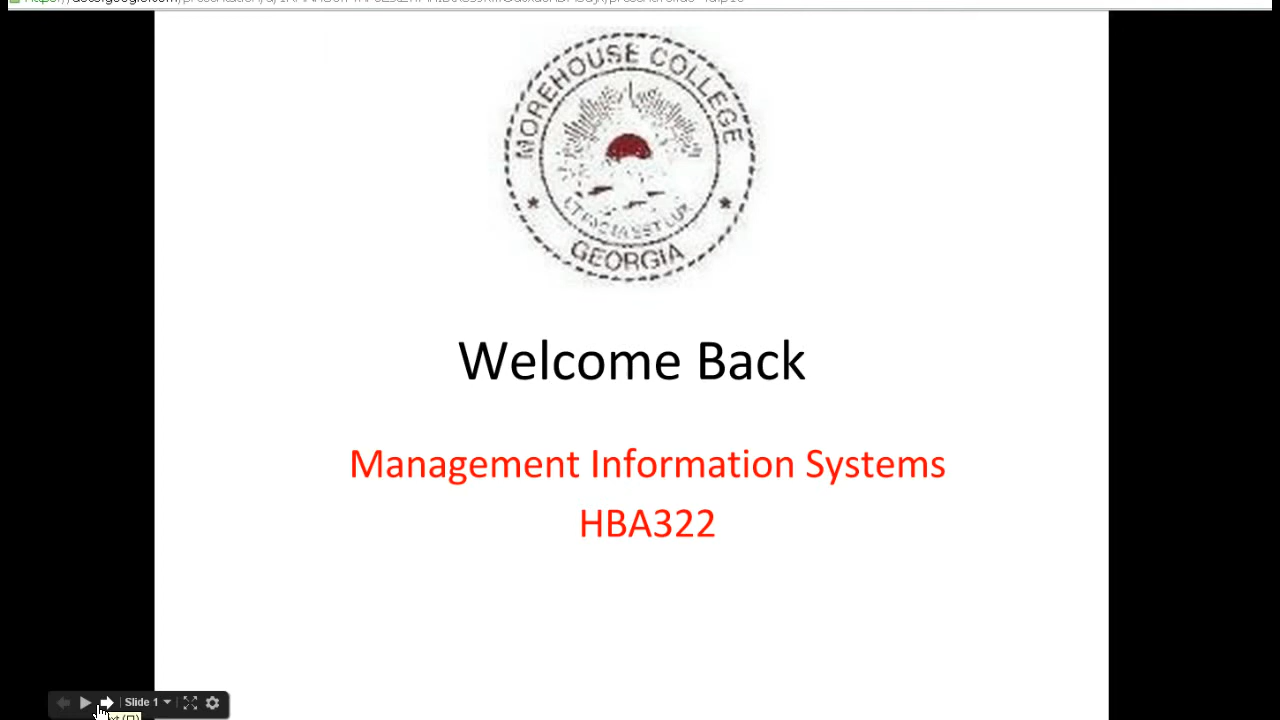 MOREHOUSE COLLEGE
GEORGIA
Welcome Back
Management Information Systems
HBA322
Slide 1